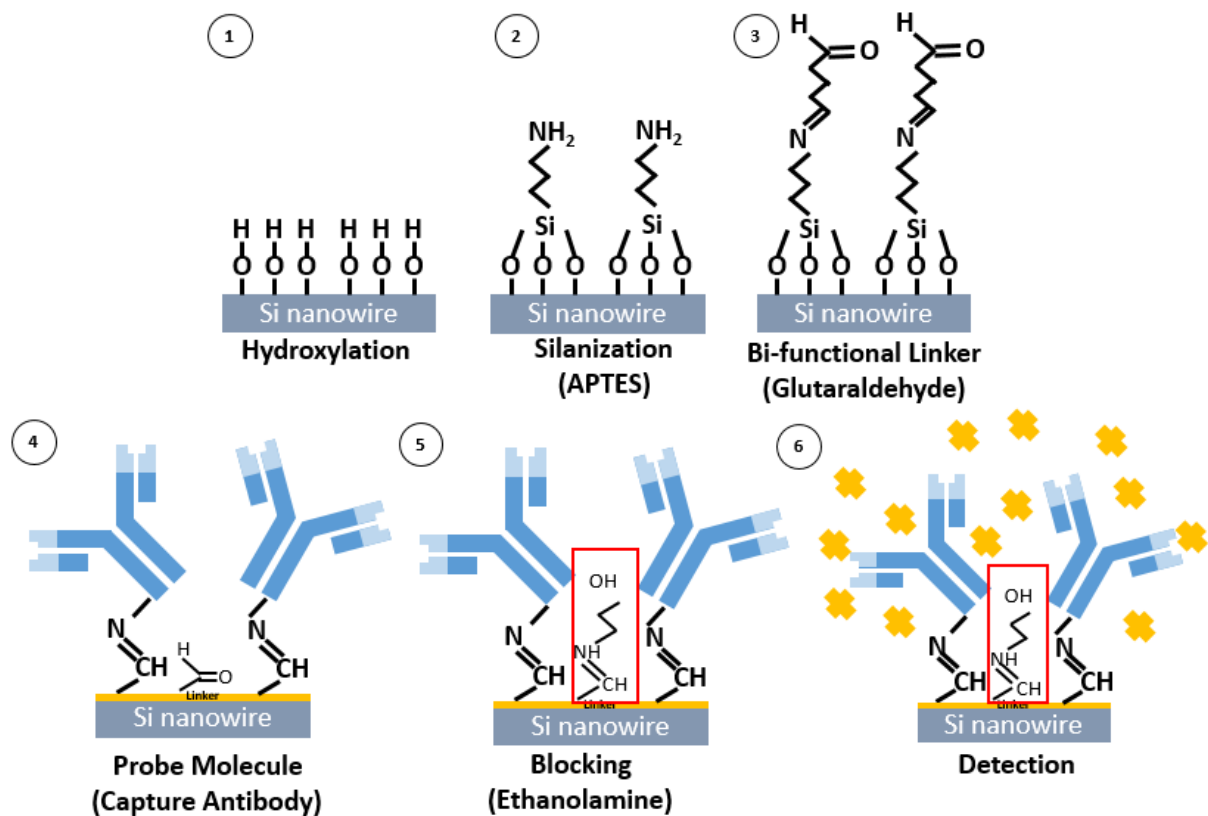 1
H H H H H H
O O O O O O
Si nanowire
Hydroxylation
2
NH2 NH2
Si Si
O O O O O O
Si nanowire
Silanization
(APTES)
3
H H
O O
N N
Si Si
O O O O O O
Si nanowire
Bi-functional Linker
(Glutaraldehyde)
4
N N
H
CH O CH
Linker
Si nanowire
Probe Molecule
(Capture Antibody)
5
OH
N NH N
CH CH CH
Linker
Si nanowire
Blocking
(Ethanolamine)
6
OH
N NH N
CH CH CH
Linker
Si nanowire
Detection